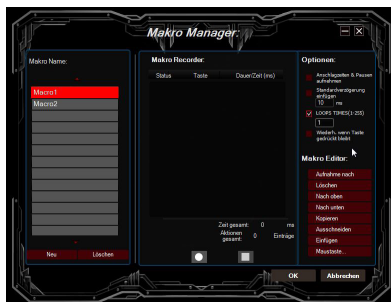 Makro Manager:
Makro Name:
Macro1
Macro2
Neu
Löschen
Makro Recorder:
Status Taste Dauer/Zeit (ms)
Zeit gesamt: 0 ms
Aktionen gesamt: 0 Einträge
Optionen:
Anschlagzeiten & Pausen
aufnehmen
Standardverzögerung
einfügen
10 ms
LOOPS TIMES(1-255)
1
Wiederh. wenn Taste
gedrückt bleibt
Makro Editor:
Aufnahme nach
Löschen
Nach oben
Nach unten
Kopieren
Ausschneiden
Einfügen
Maustaste...
OK
Abbrechen